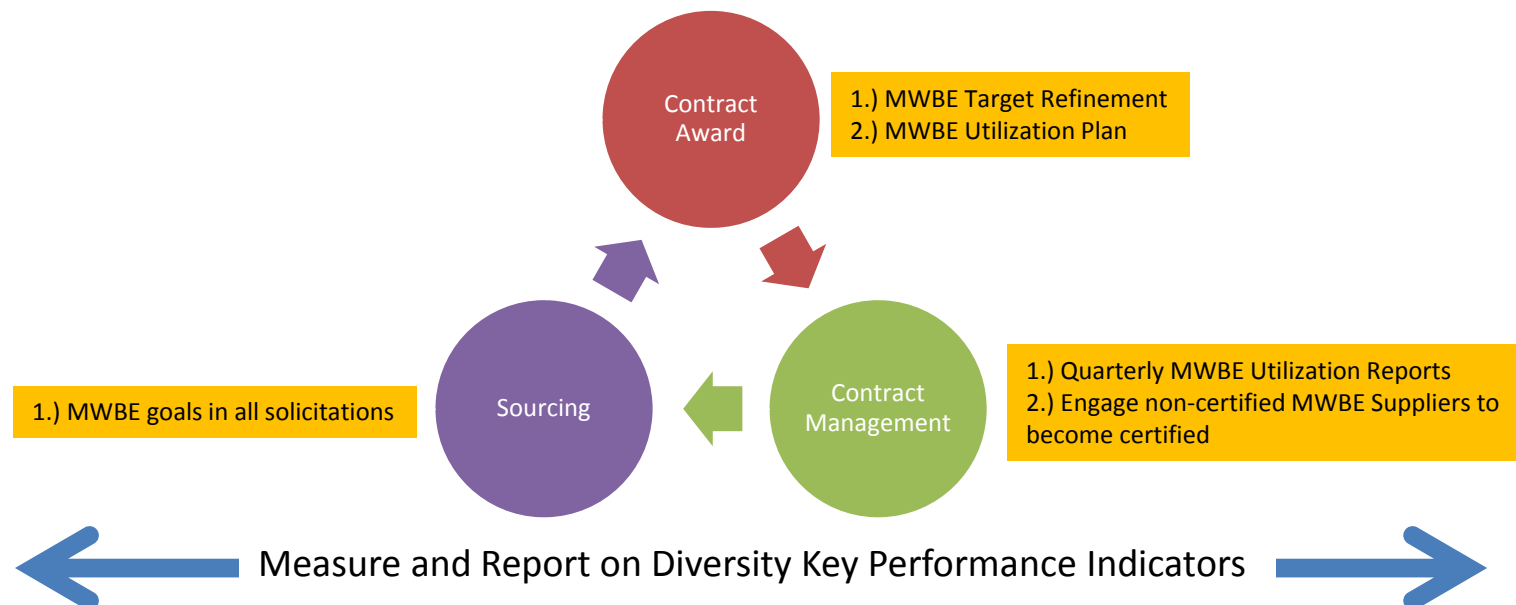 Contract
Award
1.) MWBE Target Refinement
2.) MWBE Utilization Plan
1.) MWBE goals in all solicitations
Sourcing
Contract
Management
1.) Quarterly MWBE Utilization Reports
2.) Engage non-certified MWBE Suppliers to
become certified
Measure and Report on Diversity Key Performance Indicators